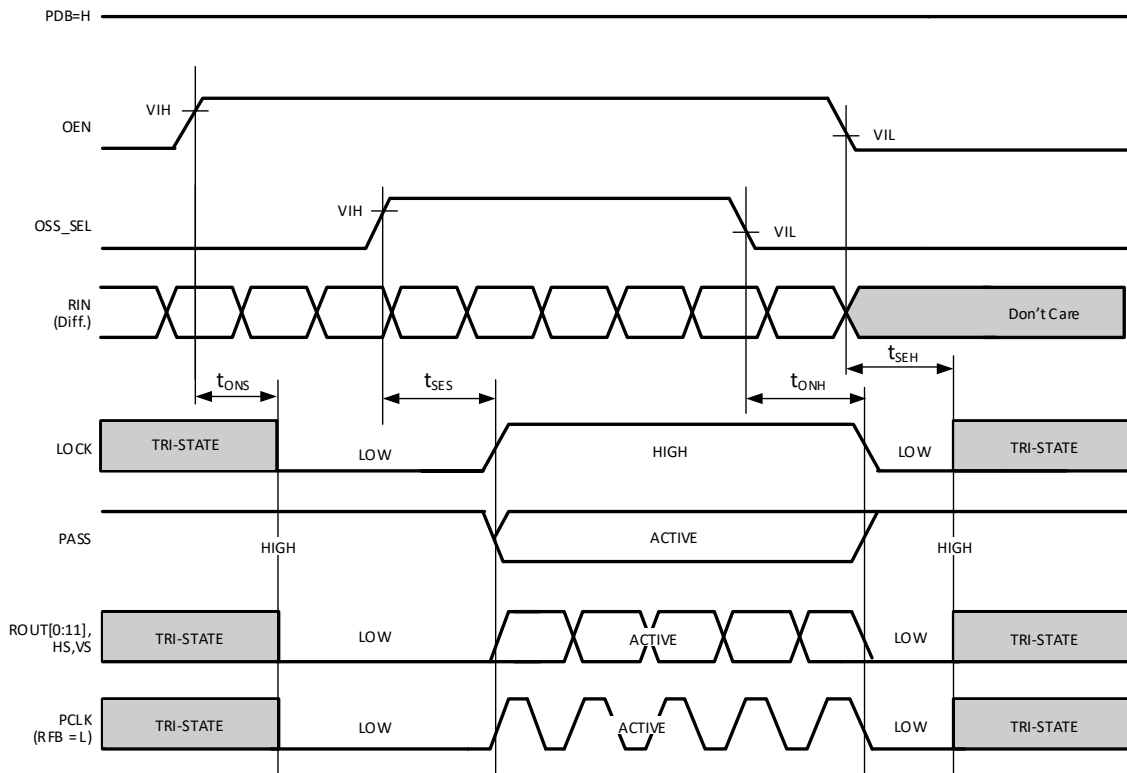 PDB=H
VIH
OEN
VIL
VIH
OSS_SEL
VIL
RIN
(Diff.)
Don't Care
tSEH
tONS
tSES
tONH
TRI-STATE
LOCK
LOW
HIGH
LOW
TRI-STATE
PASS
ACTIVE
HIGH
HIGH
ROUT[0:11],
HS,VS
TRI-STATE
LOW
ACTIVE
LOW
TRI-STATE
PCLK
(RFB = L)
TRI-STATE
LOW
ACTIVE
LOW
TRI-STATE